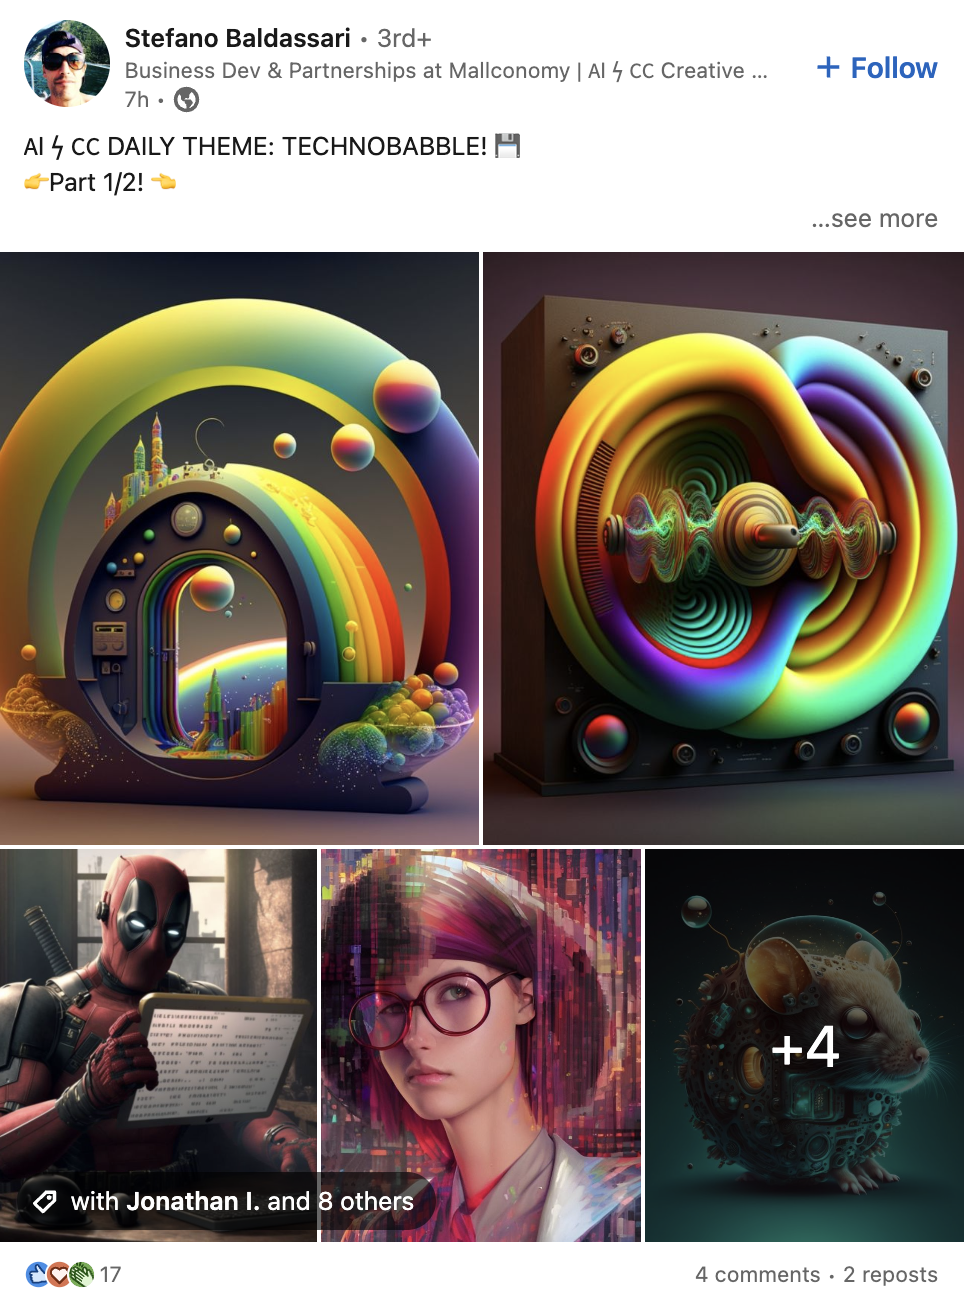 Stefano Baldassari • 3rd+
Business Dev & Partnerships at Mallconomy | AI ϟ CC Creative ...
7h •
+ Follow
AI ϟ CC DAILY THEME: TECHNOBABBLE! 💾
👉Part 1/2! 👈
...see more
+4
with Jonathan I. and 8 others
17
4 comments • 2 reposts